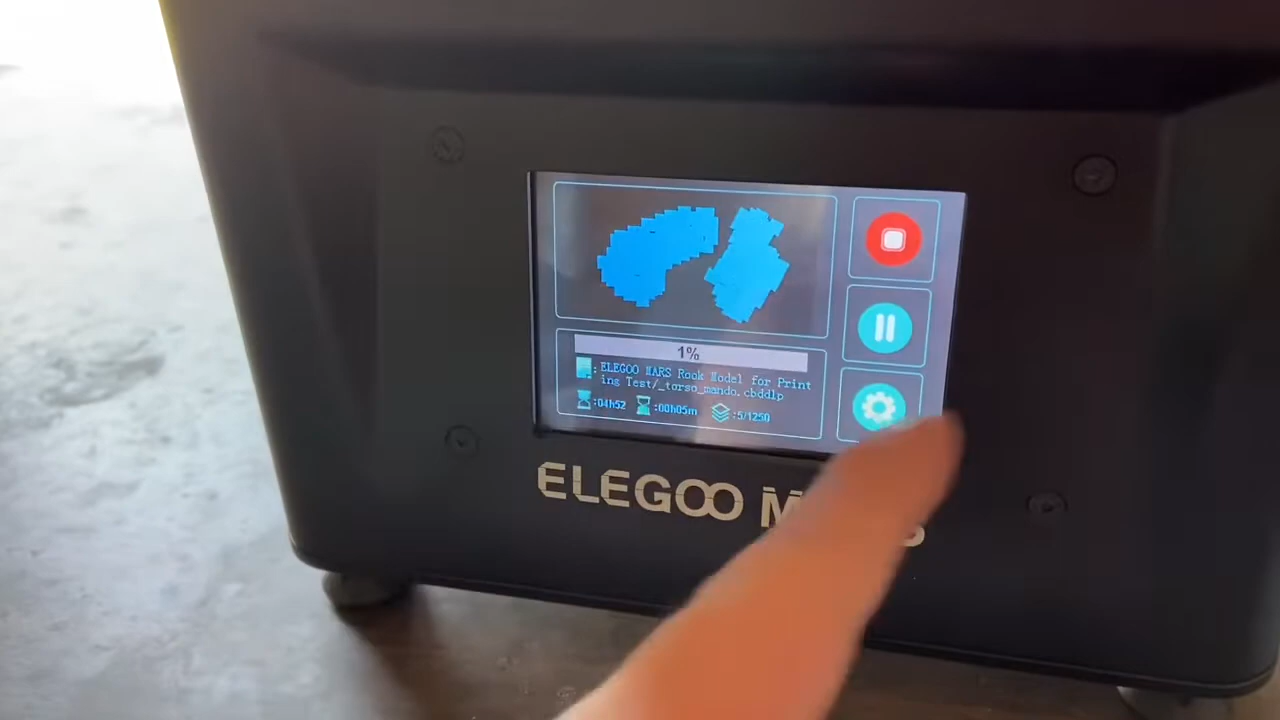 1%
:ELEGOO MARS Rook Model for Print
ing Test/_torso_mando.cbddlp
:04h52 :00h05m :5/1250
ELEGOO